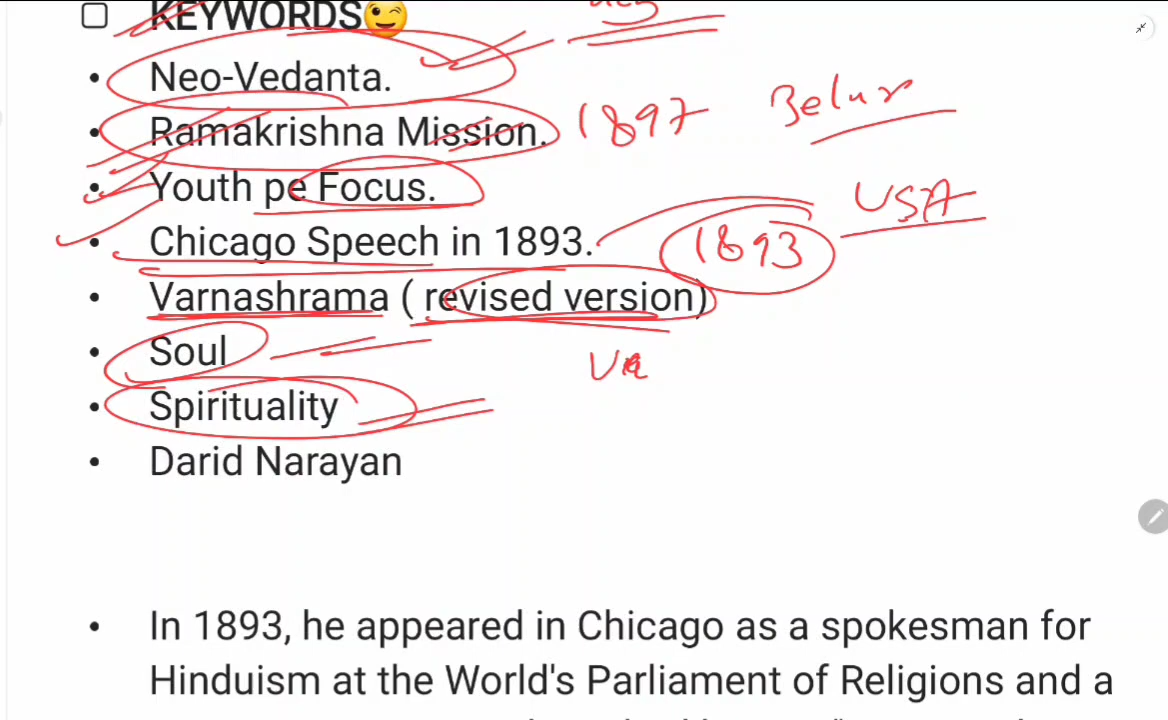 KEYWORDS😉
• Neo-Vedanta.
• Ramakrishna Mission. 1897 Belur
• Youth pe Focus.
USA
• Chicago Speech in 1893. 1893
• Varnashrama ( revised version)
• Soul
• Spirituality
• Darid Narayan
• In 1893, he appeared in Chicago as a spokesman for
Hinduism at the World's Parliament of Religions and a